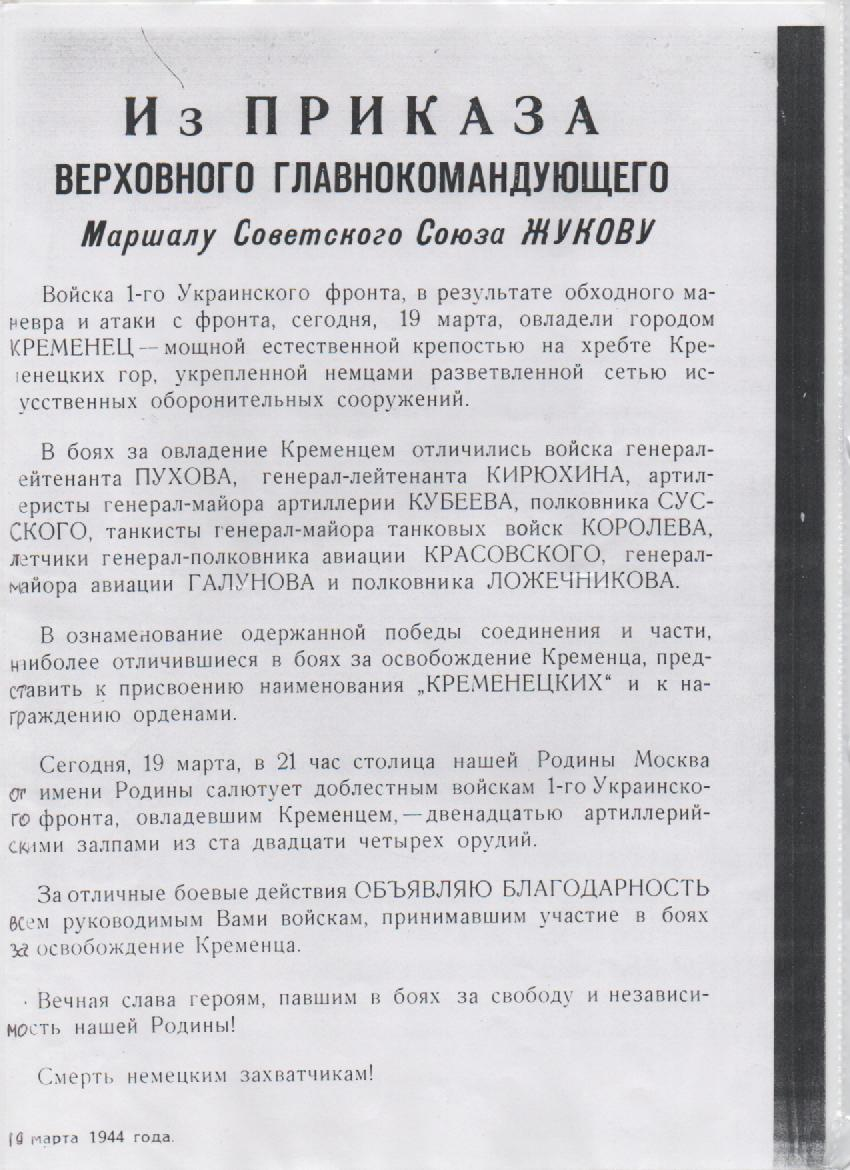 Из ПРИКАЗА
ВЕРХОВНОГО ГЛАВНОКОМАНДУЮЩЕГО
Маршалу Советского Союза ЖУКОВУ
Войска 1-го Украинского фронта, в результате обходного ма-
невра и атаки с фронта, сегодня, 19 марта, овладели городом
КРЕМЕНЕЦ — мощной естественной крепостью на хребте Кре-
менецких гор, укрепленной немцами разветвленной сетью ис-
усственных оборонительных сооружений.
В боях за овладение Кременцем отличились войска генерал-
ейтенанта ПУХОВА, генерал-лейтенанта КИРЮХИНА, артил-
еристы генерал-майора артиллерии КУБЕЕВА, полковника СУС-
СКОГО, танкисты генерал-майора танковых войск КОРОЛЕВА,
летчики генерал-полковника авиации КРАСОВСКОГО, генерал-
майора авиации ГАЛУНОВА и полковника ЛОЖЕЧНИКОВА.
В ознаменование одержанной победы соединения и части,
наиболее отличившиеся в боях за освобождение Кременца, пред-
ставить к присвоению наименования „КРЕМЕНЕЦКИХ“ и к на-
граждению орденами.
Сегодня, 19 марта, в 21 час столица нашей Родины Москва
от имени Родины салютует доблестным войскам 1-го Украинско-
го фронта, овладевшим Кременцем, — двенадцатью артиллерий-
скими залпами из ста двадцати четырех орудий.
За отличные боевые действия ОБЪЯВЛЯЮ БЛАГОДАРНОСТЬ
всем руководимым Вами войскам, принимавшим участие в боях
за освобождение Кременца.
Вечная слава героям, павшим в боях за свободу и независи-
мость нашей Родины!
Смерть немецким захватчикам!
19 марта 1944 года.